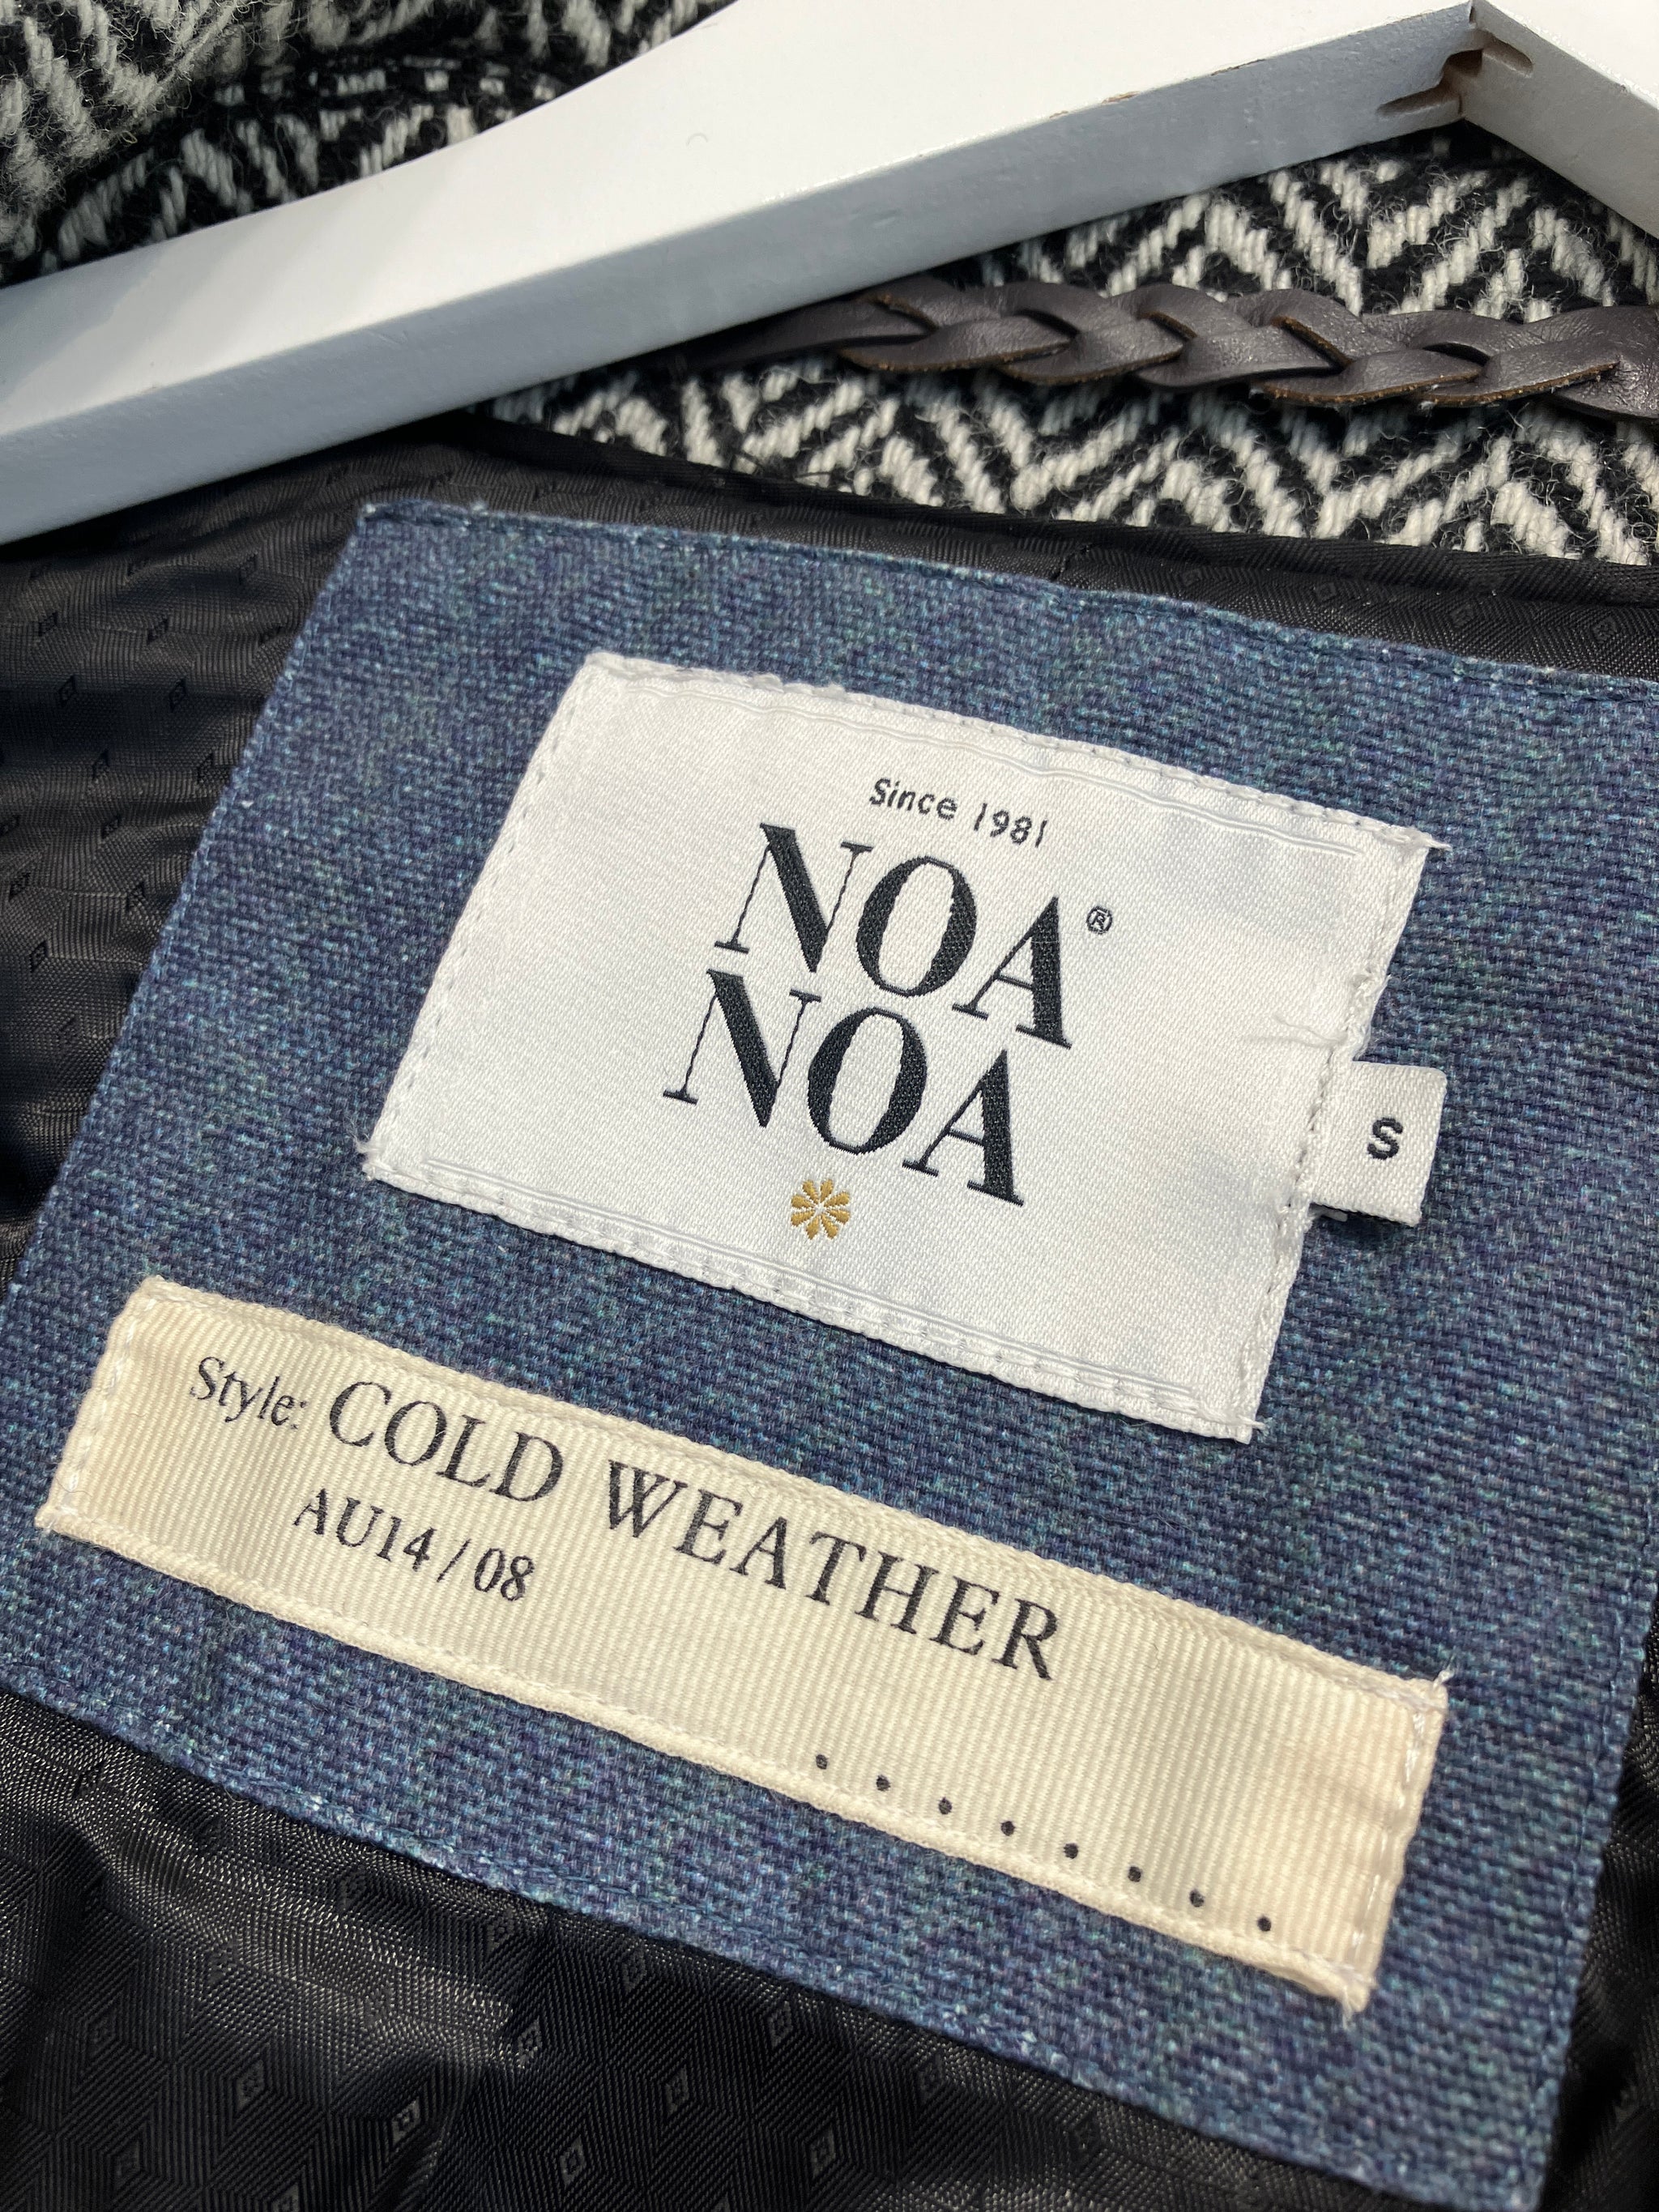 Since 1981
NOA®
NOA
S
Style: COLD WEATHER
AU14 / 08
. . . . . . . .